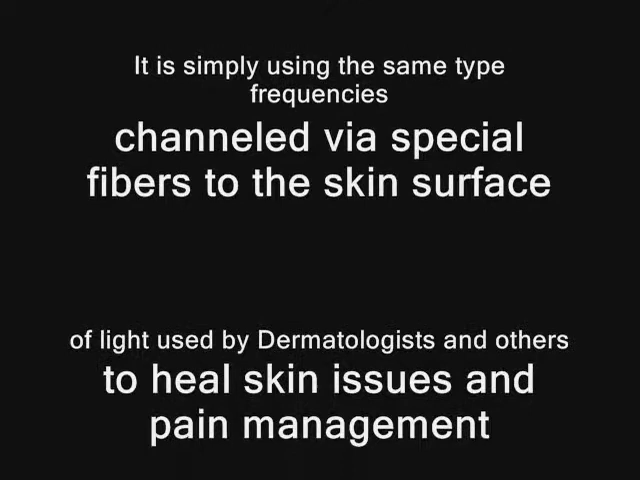 It is simply using the same type
frequencies
channeled via special
fibers to the skin surface
of light used by Dermatologists and others
to heal skin issues and
pain management